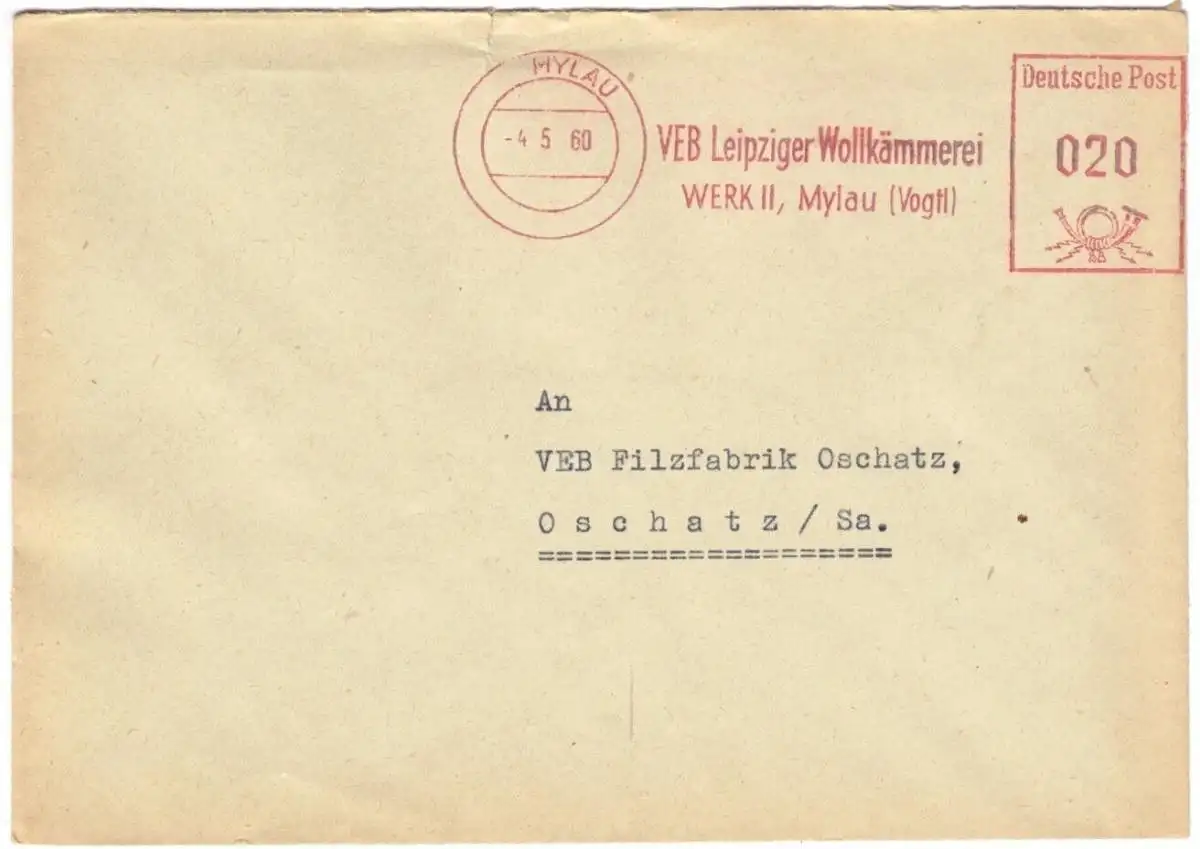 MYLAU
-4 5 60
VEB Leipziger Wollkämmerei
WERK II, Mylau (Vogtl)
Deutsche Post
020
An
VEB Filzfabrik Oschatz,
O s c h a t z / Sa.
===================